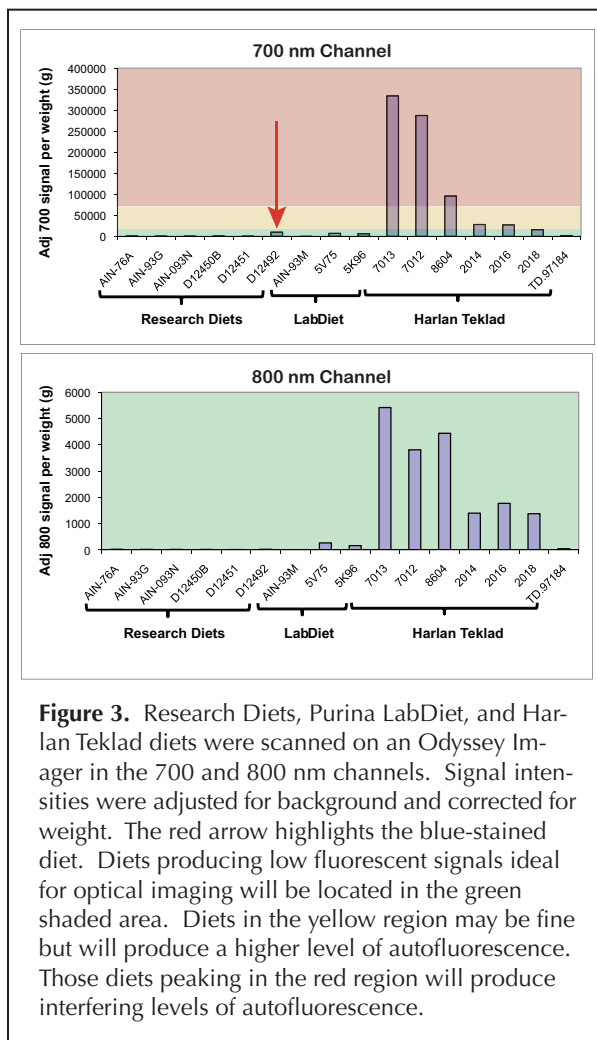 700 nm Channel
Adj 700 signal per weight (g)
400000
350000
300000
250000
200000
150000
100000
50000
0
AIN-76A
AIN-93G
AIN-093N
D12450B
D12451
D12492
AIN-93M
5V75
5K96
7013
7012
8604
2014
2016
2018
TD.97184
Research Diets
LabDiet
Harlan Teklad
800 nm Channel
Adj 800 signal per weight (g)
6000
5000
4000
3000
2000
1000
0
AIN-76A
AIN-93G
AIN-093N
D12450B
D12451
D12492
AIN-93M
5V75
5K96
7013
7012
8604
2014
2016
2018
TD.97184
Research Diets
LabDiet
Harlan Teklad
Figure 3. Research Diets, Purina LabDiet, and Har-
lan Teklad diets were scanned on an Odyssey Im-
ager in the 700 and 800 nm channels. Signal inten-
sities were adjusted for background and corrected for
weight. The red arrow highlights the blue-stained
diet. Diets producing low fluorescent signals ideal
for optical imaging will be located in the green
shaded area. Diets in the yellow region may be fine
but will produce a higher level of autofluorescence.
Those diets peaking in the red region will produce
interfering levels of autofluorescence.